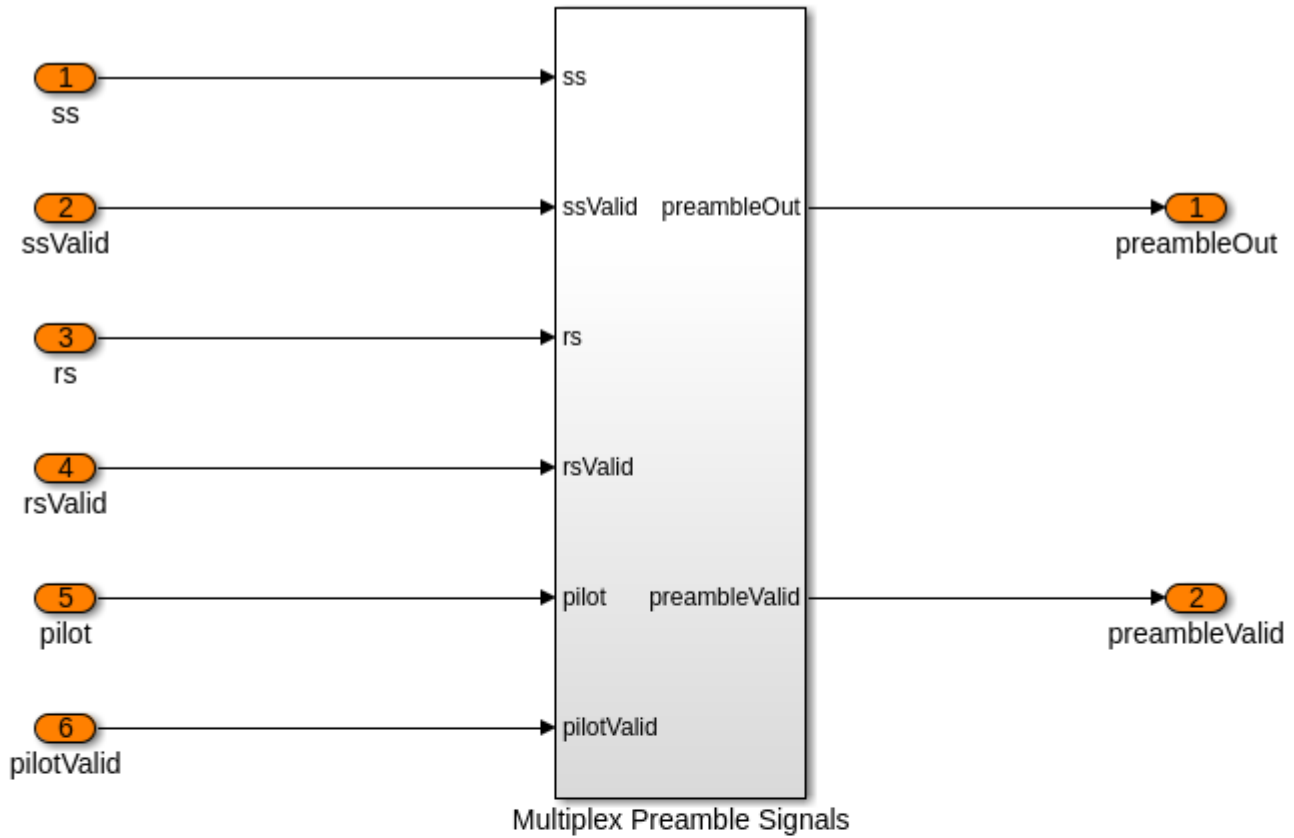 1
ss
ss
2
ssValid
ssValid preambleOut
1
preambleOut
3
rs
rs
4
rsValid
rsValid
5
pilot
pilot preambleValid
2
preambleValid
6
pilotValid
pilotValid
Multiplex Preamble Signals